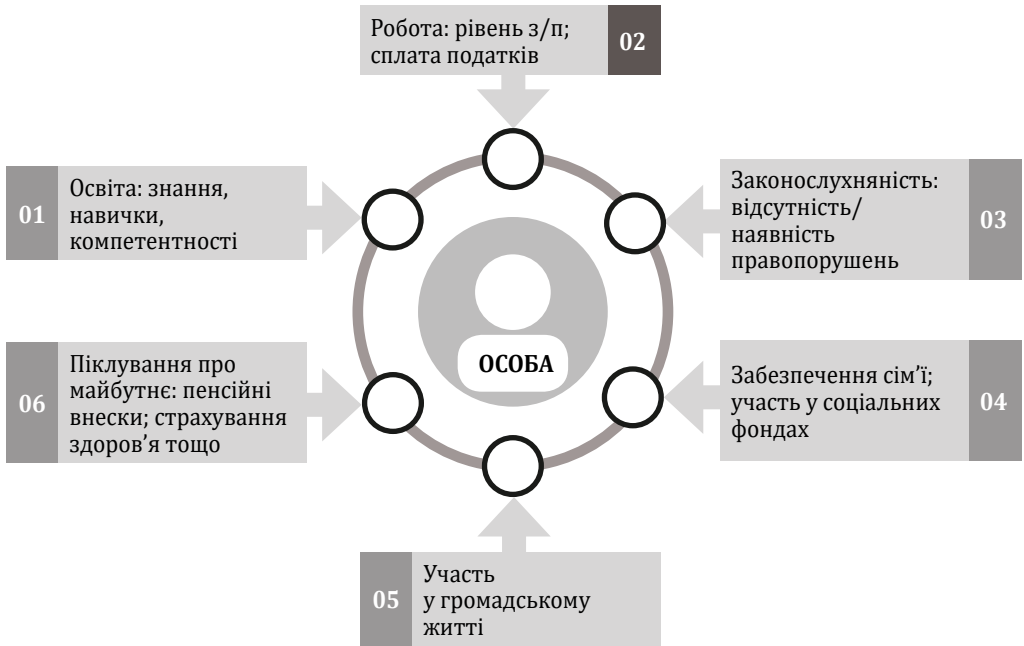 Робота: рівень з/п;
сплата податків
02
01
Освіта: знання,
навички,
компетентності
Законослухняність:
відсутність/
наявність
правопорушень
03
ОСОБА
06
Піклування про
майбутнє: пенсійні
внески; страхування
здоров’я тощо
Забезпечення сім’ї;
участь у соціальних
фондах
04
05
Участь
у громадському
житті